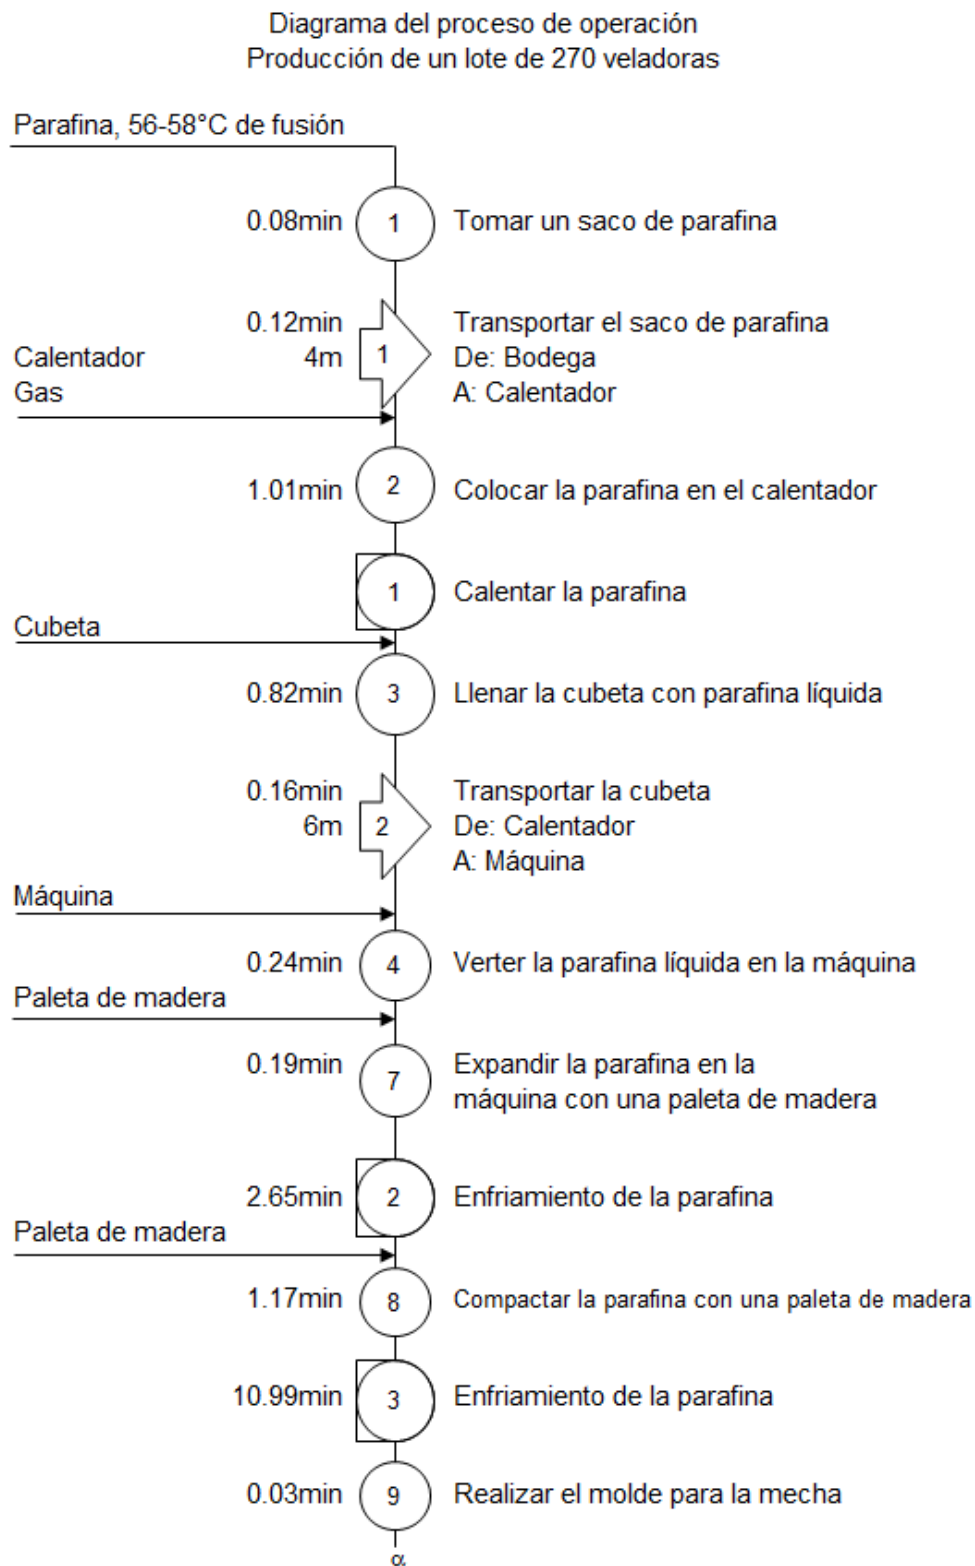 Diagrama del proceso de operación
Producción de un lote de 270 veladoras
Parafina, 56-58°C de fusión
0.08min
1
Tomar un saco de parafina
0.12min
4m
1
Transportar el saco de parafina
De: Bodega
A: Calentador
Calentador
Gas
1.01min
2
Colocar la parafina en el calentador
1
Calentar la parafina
Cubeta
0.82min
3
Llenar la cubeta con parafina líquida
0.16min
6m
2
Transportar la cubeta
De: Calentador
A: Máquina
Máquina
0.24min
4
Verter la parafina líquida en la máquina
Paleta de madera
0.19min
7
Expandir la parafina en la
máquina con una paleta de madera
2.65min
2
Enfriamiento de la parafina
Paleta de madera
1.17min
8
Compactar la parafina con una paleta de madera
10.99min
3
Enfriamiento de la parafina
0.03min
9
Realizar el molde para la mecha
α